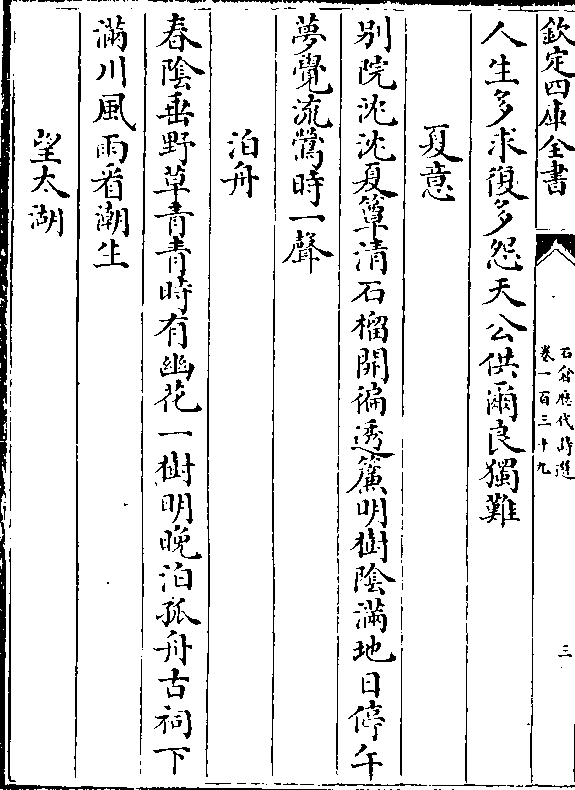 欽定四庫全書
石倉歷代詩選
卷一百三十九
三
人生多求復多怨天公供爾良獨難
夏意
别院沈沈夏簟清石榴開徧透簾明樹陰滿地日停午
夢覺流鶯時一聲
泊舟
春陰垂野草青青時有幽花一樹明晩泊孤舟古祠下
滿川風雨看潮生
望太湖